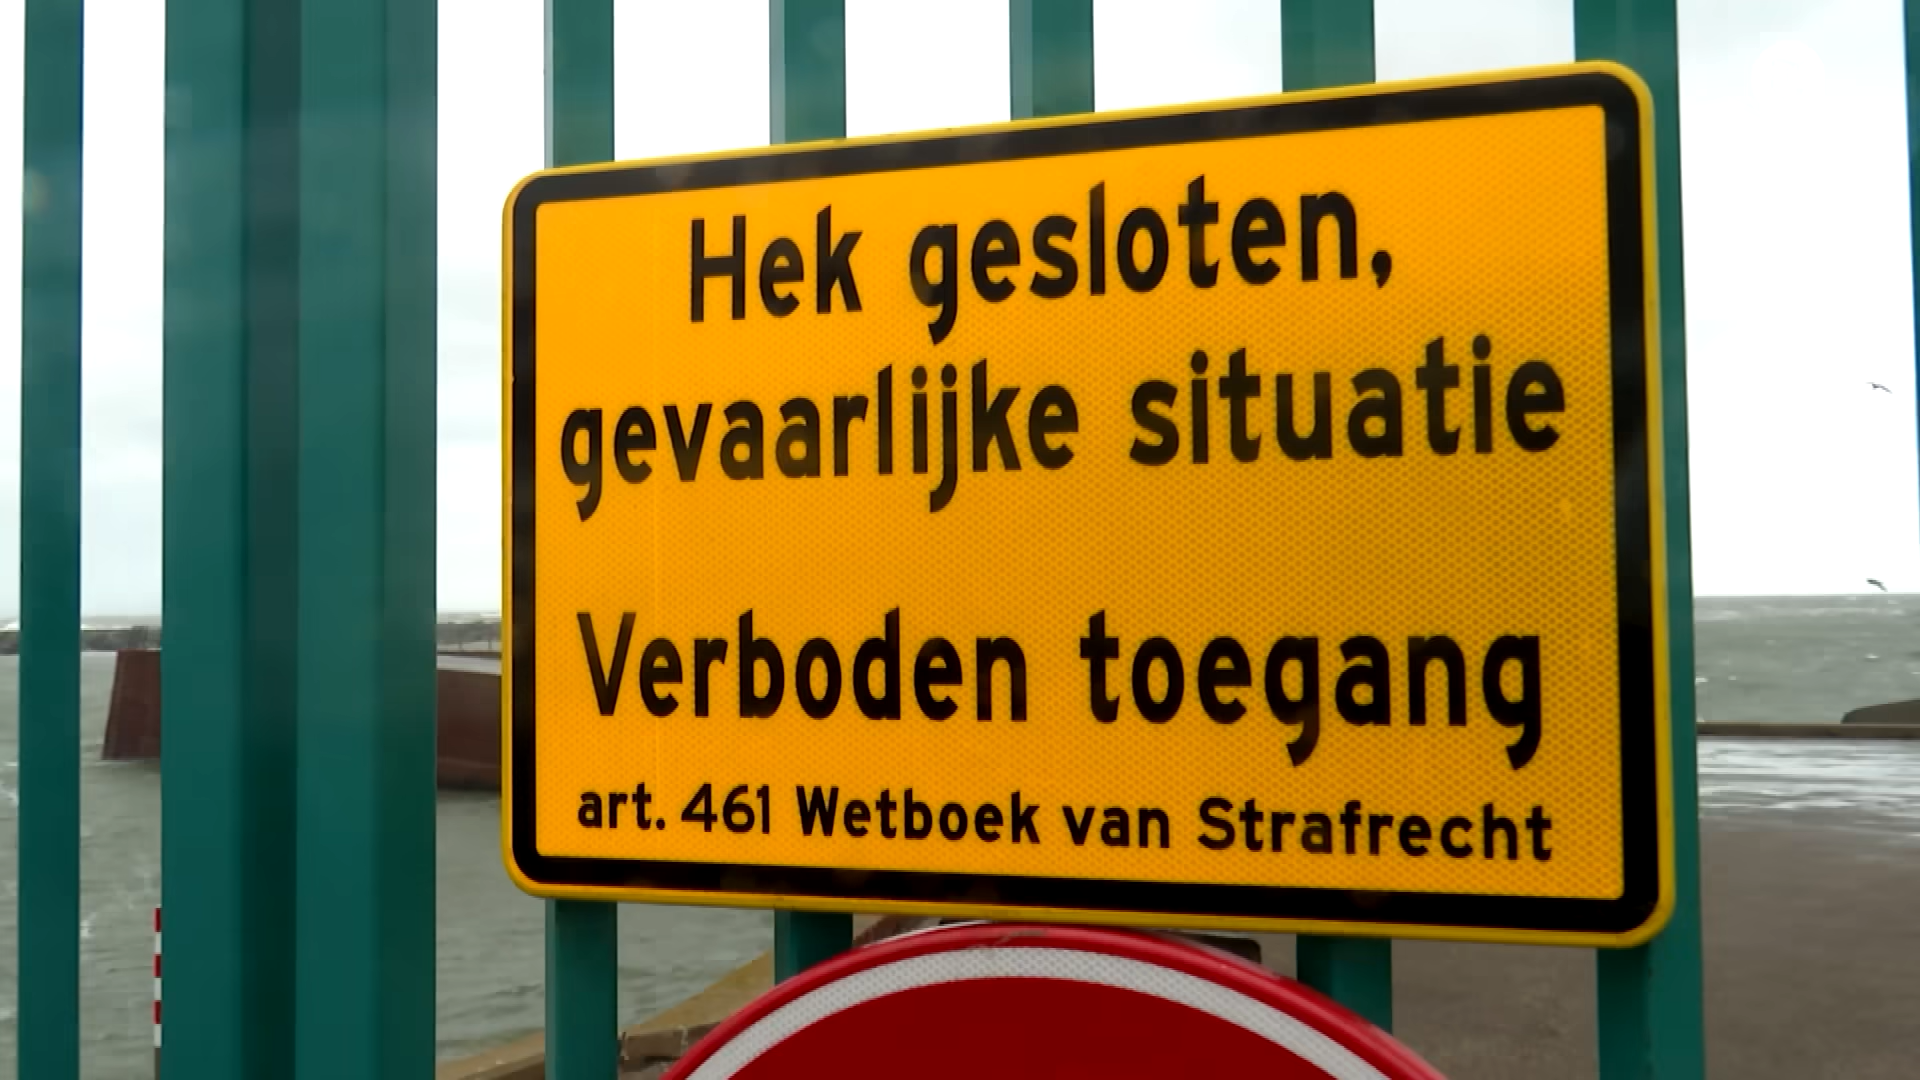 Hek gesloten,
gevaarlijke situatie
Verboden toegang
art. 461 Wetboek van Strafrecht